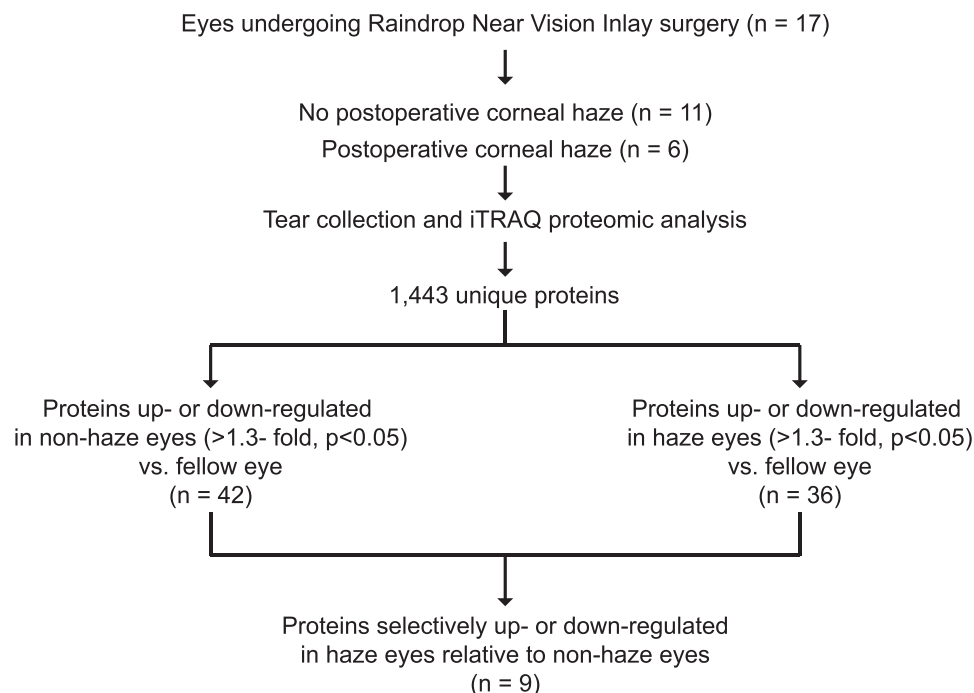 Eyes undergoing Raindrop Near Vision Inlay surgery (n = 17)
No postoperative corneal haze (n = 11)
Postoperative corneal haze (n = 6)
Tear collection and iTRAQ proteomic analysis
1,443 unique proteins
Proteins up- or down-regulated
in non-haze eyes (>1.3- fold, p<0.05)
vs. fellow eye
(n = 42)
Proteins up- or down-regulated
in haze eyes (>1.3- fold, p<0.05)
vs. fellow eye
(n = 36)
Proteins selectively up- or down-regulated
in haze eyes relative to non-haze eyes
(n = 9)